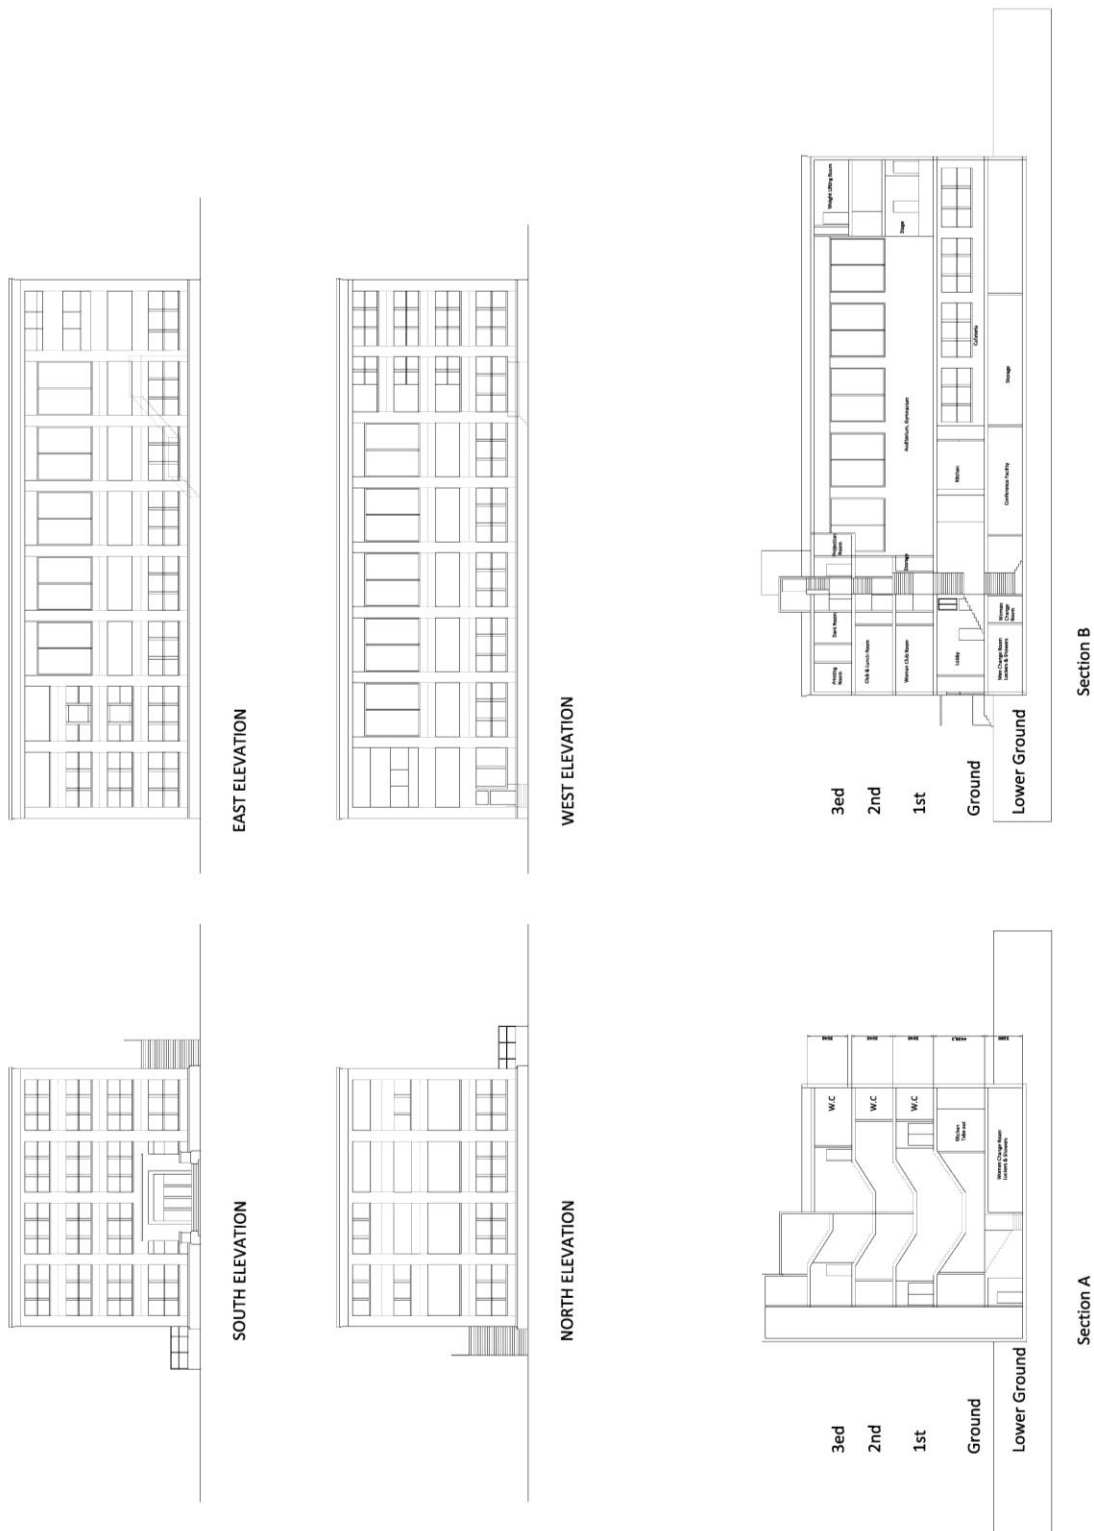 SOUTH ELEVATION
EAST ELEVATION
NORTH ELEVATION
WEST ELEVATION
3ed
2nd
1st
Ground
Lower Ground
W.C
W.C
W.C
Kitchen
Take out
Women Change Room
Lockers & Showers
Section A
3ed
2nd
1st
Ground
Lower Ground
Printing
Room
Dark Room
Projection
Room
Weight Lifting Room
Club & Lunch Room
Woman Club Room
Storage
Auditorium, Gymnasium
Stage
Lobby
Kitchen
Cafeteria
Men Change Room
Lockers & Showers
Women
Change
Room
Conference Facility
Storage
Section B